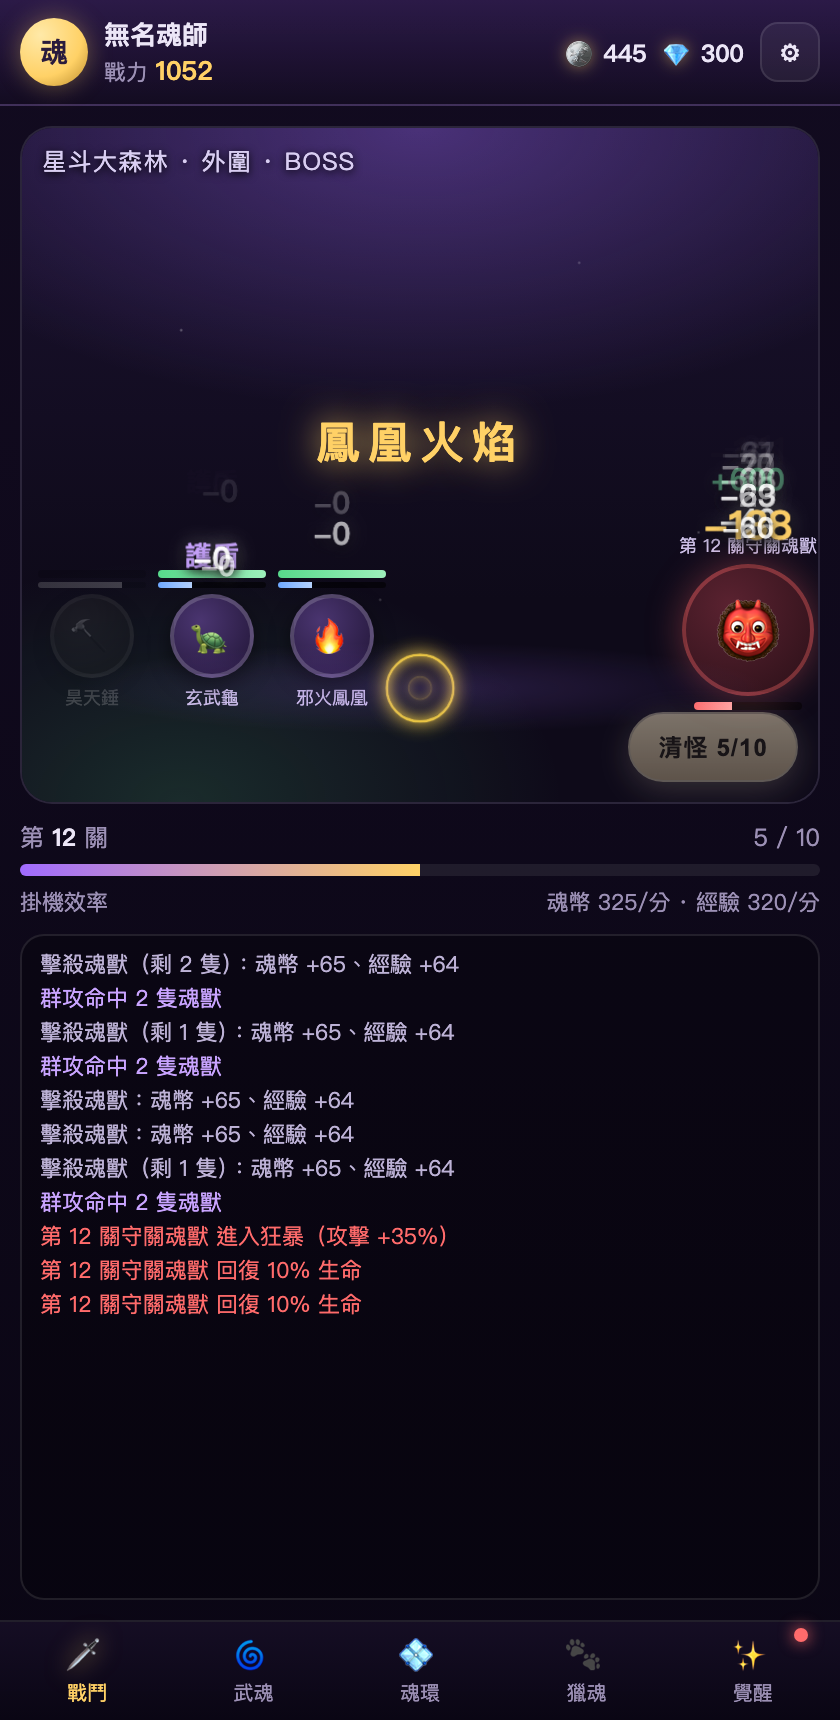 魂
無名魂師
戰力 1052
445
300
星斗大森林 · 外圍 · BOSS
鳳凰火焰
-0
-0
-0
護盾
-0
-63
-60
第 12 關守關魂獸
昊天錘
玄武龜
邪火鳳凰
清怪 5/10
第 12 關
5 / 10
掛機效率
魂幣 325/分 · 經驗 320/分
擊殺魂獸（剩 2 隻）：魂幣 +65、經驗 +64
群攻命中 2 隻魂獸
擊殺魂獸（剩 1 隻）：魂幣 +65、經驗 +64
群攻命中 2 隻魂獸
擊殺魂獸：魂幣 +65、經驗 +64
擊殺魂獸：魂幣 +65、經驗 +64
擊殺魂獸（剩 1 隻）：魂幣 +65、經驗 +64
群攻命中 2 隻魂獸
第 12 關守關魂獸 進入狂暴（攻擊 +35%）
第 12 關守關魂獸 回復 10% 生命
第 12 關守關魂獸 回復 10% 生命
戰鬥
武魂
魂環
獵魂
覺醒